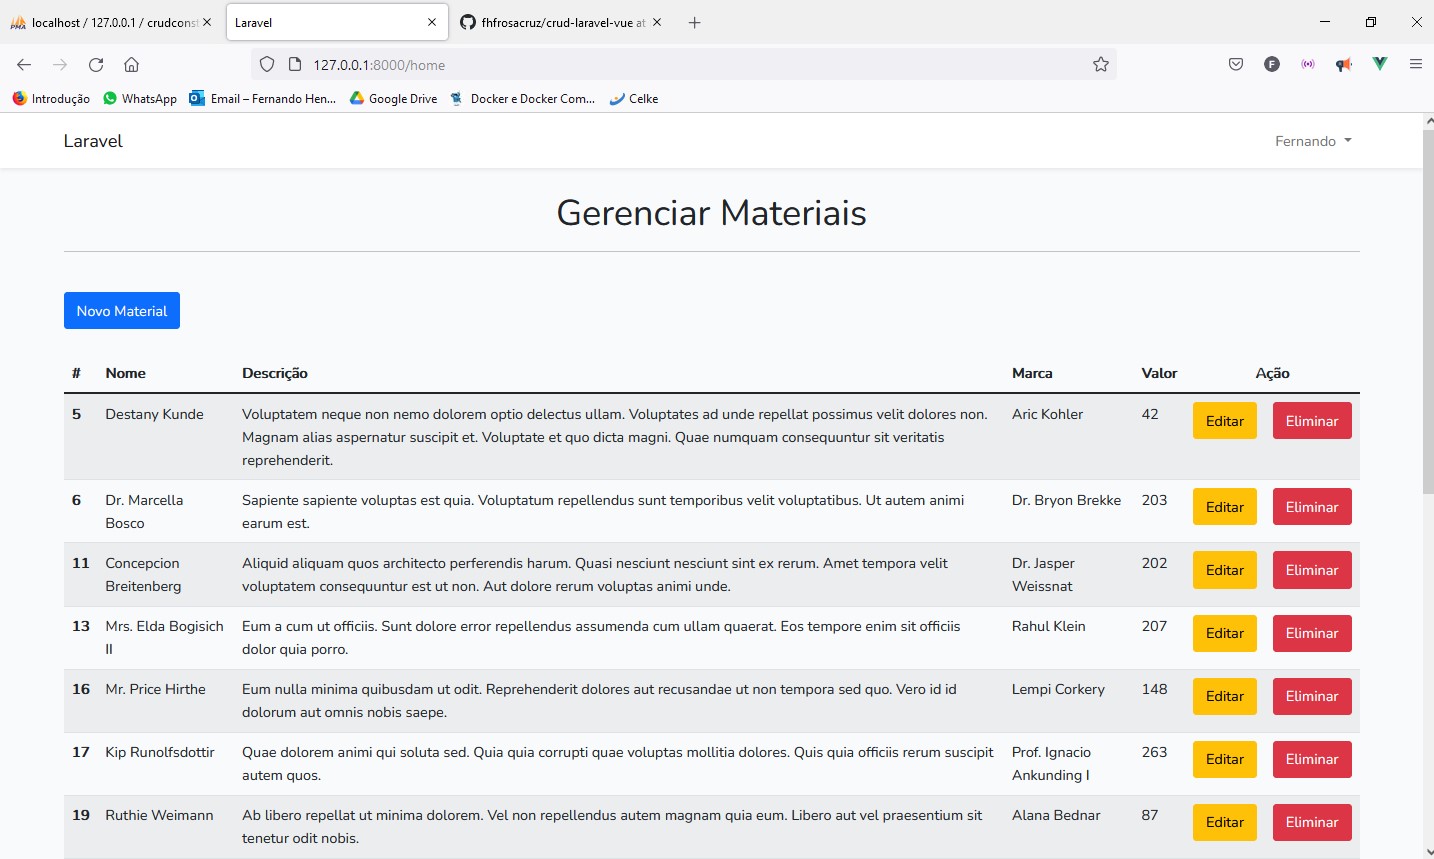 localhost / 127.0.0.1 / crudconst
Laravel
fhfrosacruz/crud-laravel-vue at
127.0.0.1:8000/home
Introdução
WhatsApp
Email – Fernando Hen...
Google Drive
Docker e Docker Com...
Celke
Laravel
Fernando
Gerenciar Materiais
Novo Material
# Nome Descrição Marca Valor Ação
5 Destany Kunde Voluptatem neque non nemo dolorem optio delectus ullam. Voluptates ad unde repellat possimus velit dolores non. Aric Kohler 42 Editar Eliminar
Magnam alias aspernatur suscipit et. Voluptate et quo dicta magni. Quae numquam consequuntur sit veritatis
reprehenderit.
6 Dr. Marcella Sapiente sapiente voluptas est quia. Voluptatum repellendus sunt temporibus velit voluptatibus. Ut autem animi Dr. Bryon Brekke 203 Editar Eliminar
Bosco earum est.
11 Concepcion Aliquid aliquam quos architecto perferendis harum. Quasi nesciunt nesciunt sint ex rerum. Amet tempora velit Dr. Jasper 202 Editar Eliminar
Breitenberg voluptatem consequuntur est ut non. Aut dolore rerum voluptas animi unde. Weissnat
13 Mrs. Elda Bogisich Eum a cum ut officiis. Sunt dolore error repellendus assumenda cum ullam quaerat. Eos tempore enim sit officiis Rahul Klein 207 Editar Eliminar
II dolor quia porro.
16 Mr. Price Hirthe Eum nulla minima quibusdam ut odit. Reprehenderit dolores aut recusandae ut non tempora sed quo. Vero id id Lempi Corkery 148 Editar Eliminar
dolorum aut omnis nobis saepe.
17 Kip Runolfsdottir Quae dolorem animi qui soluta sed. Quia quia corrupti quae voluptas mollitia dolores. Quis quia officiis rerum suscipit Prof. Ignacio 263 Editar Eliminar
autem quos. Ankunding I
19 Ruthie Weimann Ab libero repellat ut minima dolorem. Vel non repellendus autem magnam quia eum. Libero aut vel praesentium sit Alana Bednar 87 Editar Eliminar
tenetur odit nobis.